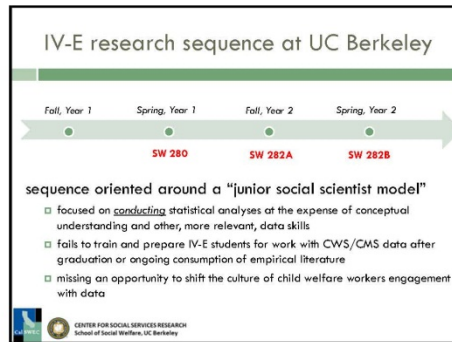 IV-E research sequence at UC Berkeley
Fall, Year 1
Spring, Year 1
Fall, Year 2
Spring, Year 2
SW 280
SW 282A
SW 282B
sequence oriented around a “junior social scientist model”
focused on conducting statistical analyses at the expense of conceptual
understanding and other, more relevant, data skills
fails to train and prepare IV-E students for work with CWS/CMS data after
graduation or ongoing consumption of empirical literature
missing an opportunity to shift the culture of child welfare workers engagement
with data
CENTER FOR SOCIAL SERVICES RESEARCH
School of Social Welfare, UC Berkeley